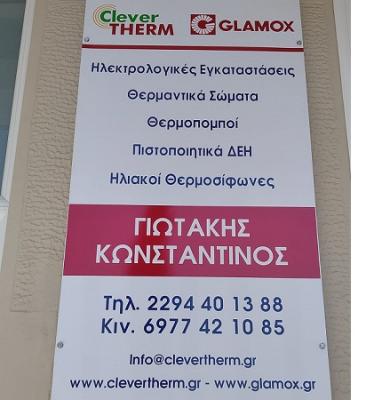 Clever THERM GLAMOX
Ηλεκτρολογικές Εγκαταστάσεις
Θερμαντικά Σώματα
Θερμοπομποί
Πιστοποιητικά ΔΕΗ
Ηλιακοί Θερμοσίφωνες
ΓΙΩΤΑΚΗΣ
ΚΩΝΣΤΑΝΤΙΝΟΣ
Τηλ. 2294 40 13 88
Κιν. 6977 42 10 85
Info@clevertherm.gr
www.clevertherm.gr - www.glamox.gr